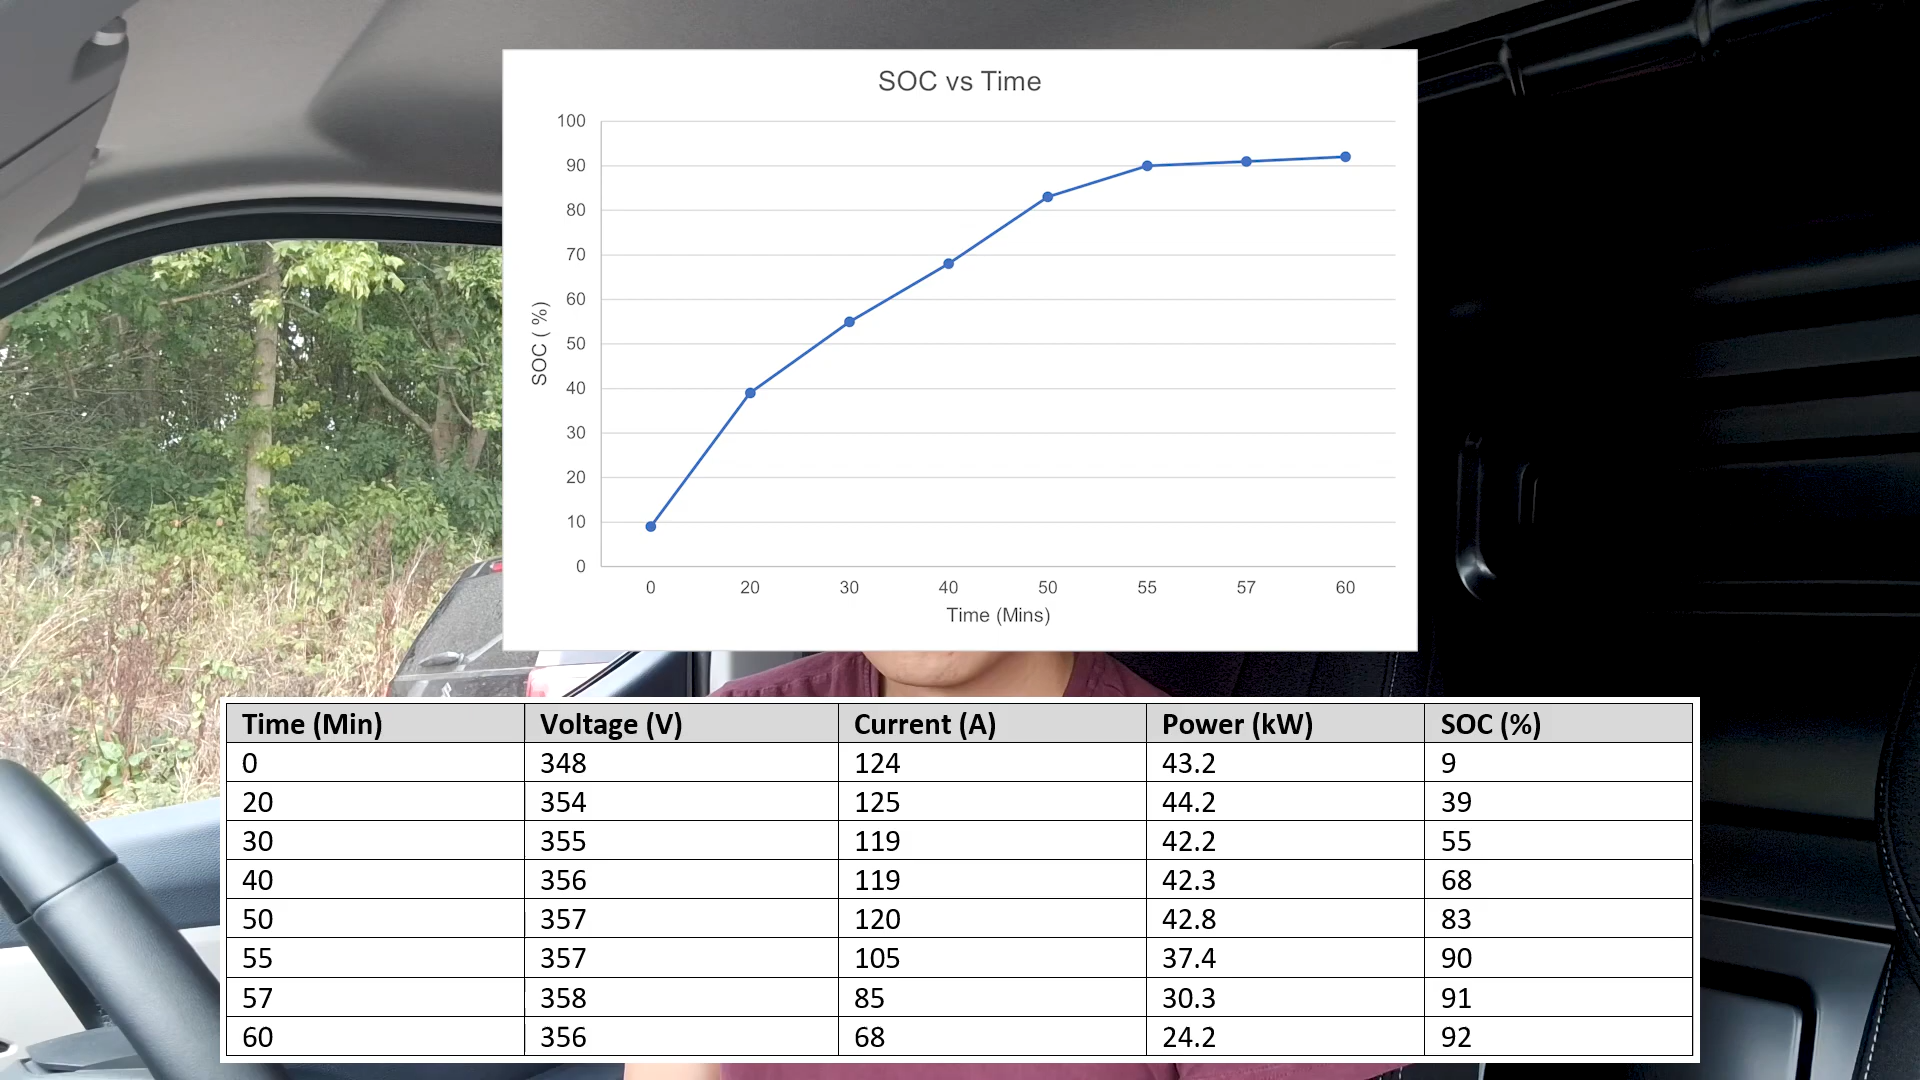 SOC vs Time
100
90
80
70
60
50
40
30
20
10
0
SOC ( %)
0 20 30 40 50 55 57 60
Time (Mins)
Time (Min) Voltage (V) Current (A) Power (kW) SOC (%)
0 348 124 43.2 9
20 354 125 44.2 39
30 355 119 42.2 55
40 356 119 42.3 68
50 357 120 42.8 83
55 357 105 37.4 90
57 358 85 30.3 91
60 356 68 24.2 92